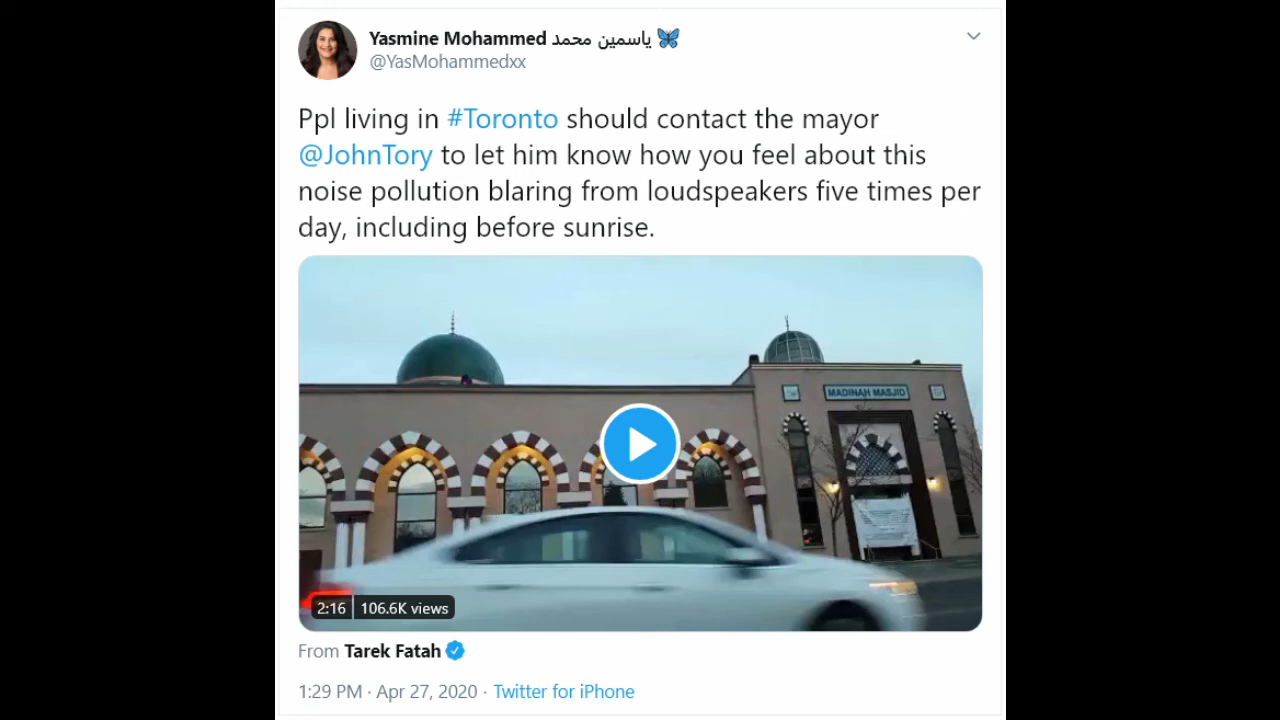 Yasmine Mohammed ياسمين محمد
@YasMohammedxx
Ppl living in #Toronto should contact the mayor
@JohnTory to let him know how you feel about this
noise pollution blaring from loudspeakers five times per
day, including before sunrise.
MADINAH MASJID
2:16 106.6K views
From Tarek Fatah
1:29 PM · Apr 27, 2020 · Twitter for iPhone